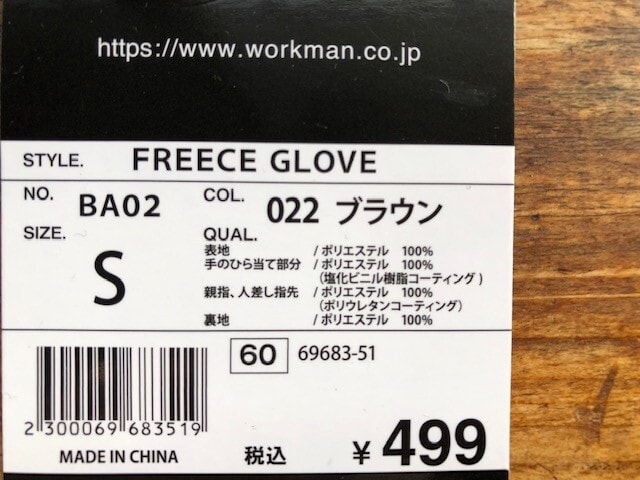 https://www.workman.co.jp
STYLE. FREECE GLOVE
NO. BA02 COL. 022 ブラウン
SIZE. S
QUAL.
表地 /ポリエステル 100%
手のひら当て部分 /ポリエステル 100%
(塩化ビニル樹脂コーティング)
親指、人差し指先 /ポリエステル 100%
(ポリウレタンコーティング)
裏地 /ポリエステル 100%
60 69683-51
2 300069 683519
MADE IN CHINA 税込 ¥499